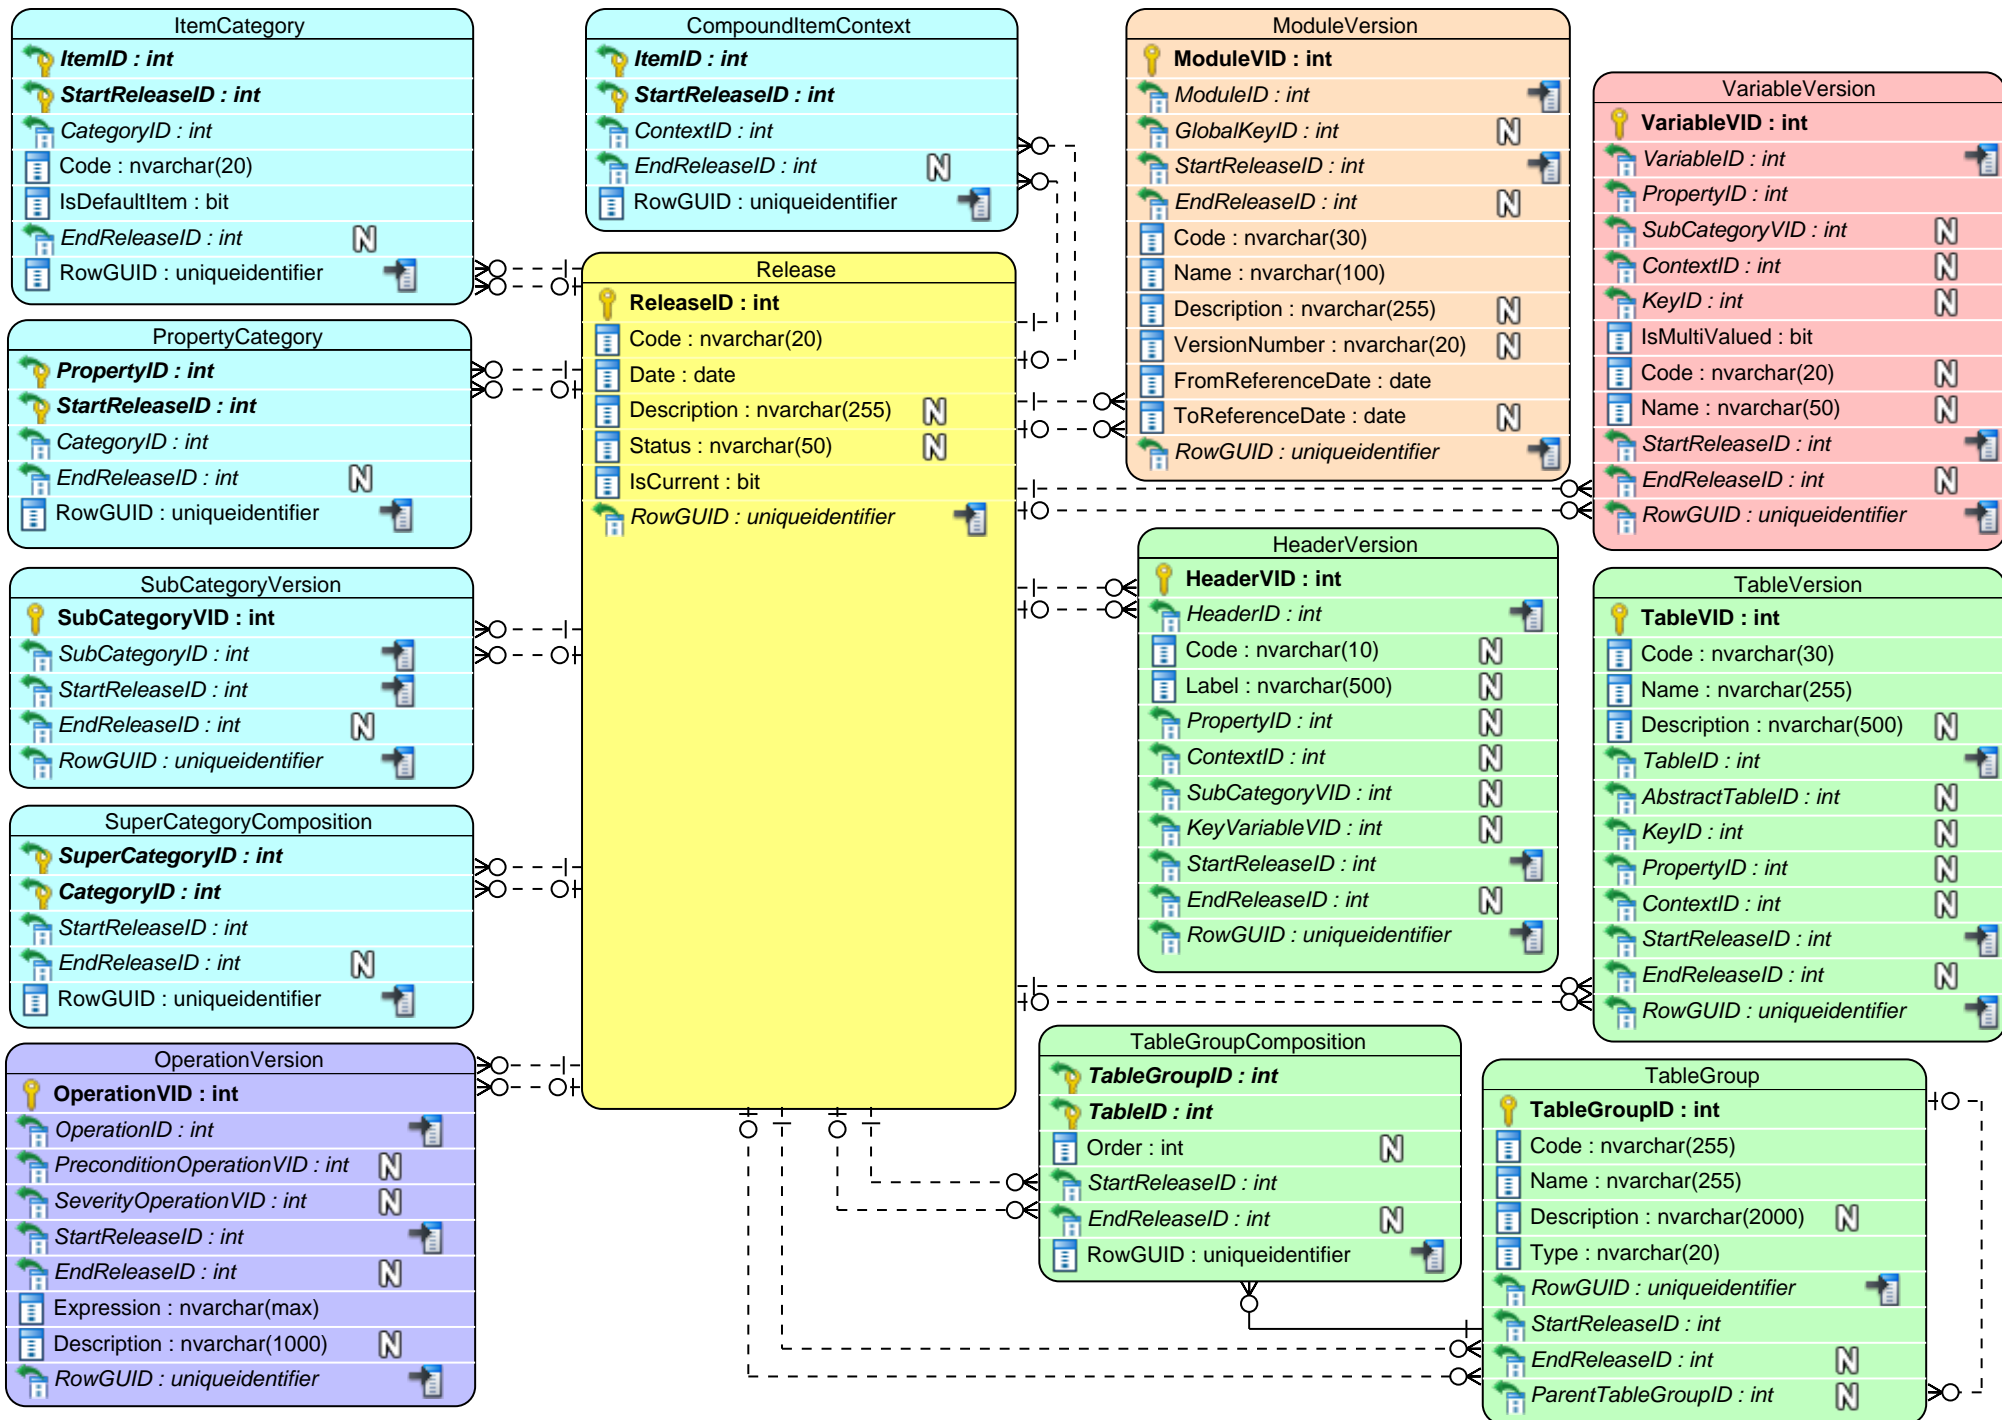 ItemCategory
ItemID : int
StartReleaseID : int
CategoryID : int
Code : nvarchar(20)
IsDefaultItem : bit
EndReleaseID : int N
RowGUID : uniqueidentifier
CompoundItemContext
ItemID : int
StartReleaseID : int
ContextID : int
EndReleaseID : int N
RowGUID : uniqueidentifier
ModuleVersion
ModuleVID : int
ModuleID : int
GlobalKeyID : int N
StartReleaseID : int
EndReleaseID : int N
Code : nvarchar(30)
Name : nvarchar(100)
Description : nvarchar(255) N
VersionNumber : nvarchar(20) N
FromReferenceDate : date
ToReferenceDate : date N
RowGUID : uniqueidentifier
VariableVersion
VariableVID : int
VariableID : int
PropertyID : int
SubCategoryVID : int N
ContextID : int N
KeyID : int N
IsMultiValued : bit
Code : nvarchar(20) N
Name : nvarchar(50) N
StartReleaseID : int
EndReleaseID : int N
RowGUID : uniqueidentifier
Release
ReleaseID : int
Code : nvarchar(20)
Date : date
Description : nvarchar(255) N
Status : nvarchar(50) N
IsCurrent : bit
RowGUID : uniqueidentifier
PropertyCategory
PropertyID : int
StartReleaseID : int
CategoryID : int
EndReleaseID : int N
RowGUID : uniqueidentifier
SubCategoryVersion
SubCategoryVID : int
SubCategoryID : int
StartReleaseID : int
EndReleaseID : int N
RowGUID : uniqueidentifier
HeaderVersion
HeaderVID : int
HeaderID : int
Code : nvarchar(10) N
Label : nvarchar(500) N
PropertyID : int N
ContextID : int N
SubCategoryVID : int N
KeyVariableVID : int N
StartReleaseID : int
EndReleaseID : int N
RowGUID : uniqueidentifier
TableVersion
TableVID : int
Code : nvarchar(30)
Name : nvarchar(255)
Description : nvarchar(500) N
TableID : int
AbstractTableID : int N
KeyID : int N
PropertyID : int N
ContextID : int N
StartReleaseID : int
EndReleaseID : int N
RowGUID : uniqueidentifier
SuperCategoryComposition
SuperCategoryID : int
CategoryID : int
StartReleaseID : int
EndReleaseID : int N
RowGUID : uniqueidentifier
OperationVersion
OperationVID : int
OperationID : int
PreconditionOperationVID : int N
SeverityOperationVID : int N
StartReleaseID : int
EndReleaseID : int N
Expression : nvarchar(max)
Description : nvarchar(1000) N
RowGUID : uniqueidentifier
TableGroupComposition
TableGroupID : int
TableID : int
Order : int N
StartReleaseID : int
EndReleaseID : int N
RowGUID : uniqueidentifier
TableGroup
TableGroupID : int
Code : nvarchar(255)
Name : nvarchar(255)
Description : nvarchar(2000) N
Type : nvarchar(20)
RowGUID : uniqueidentifier
StartReleaseID : int
EndReleaseID : int N
ParentTableGroupID : int N